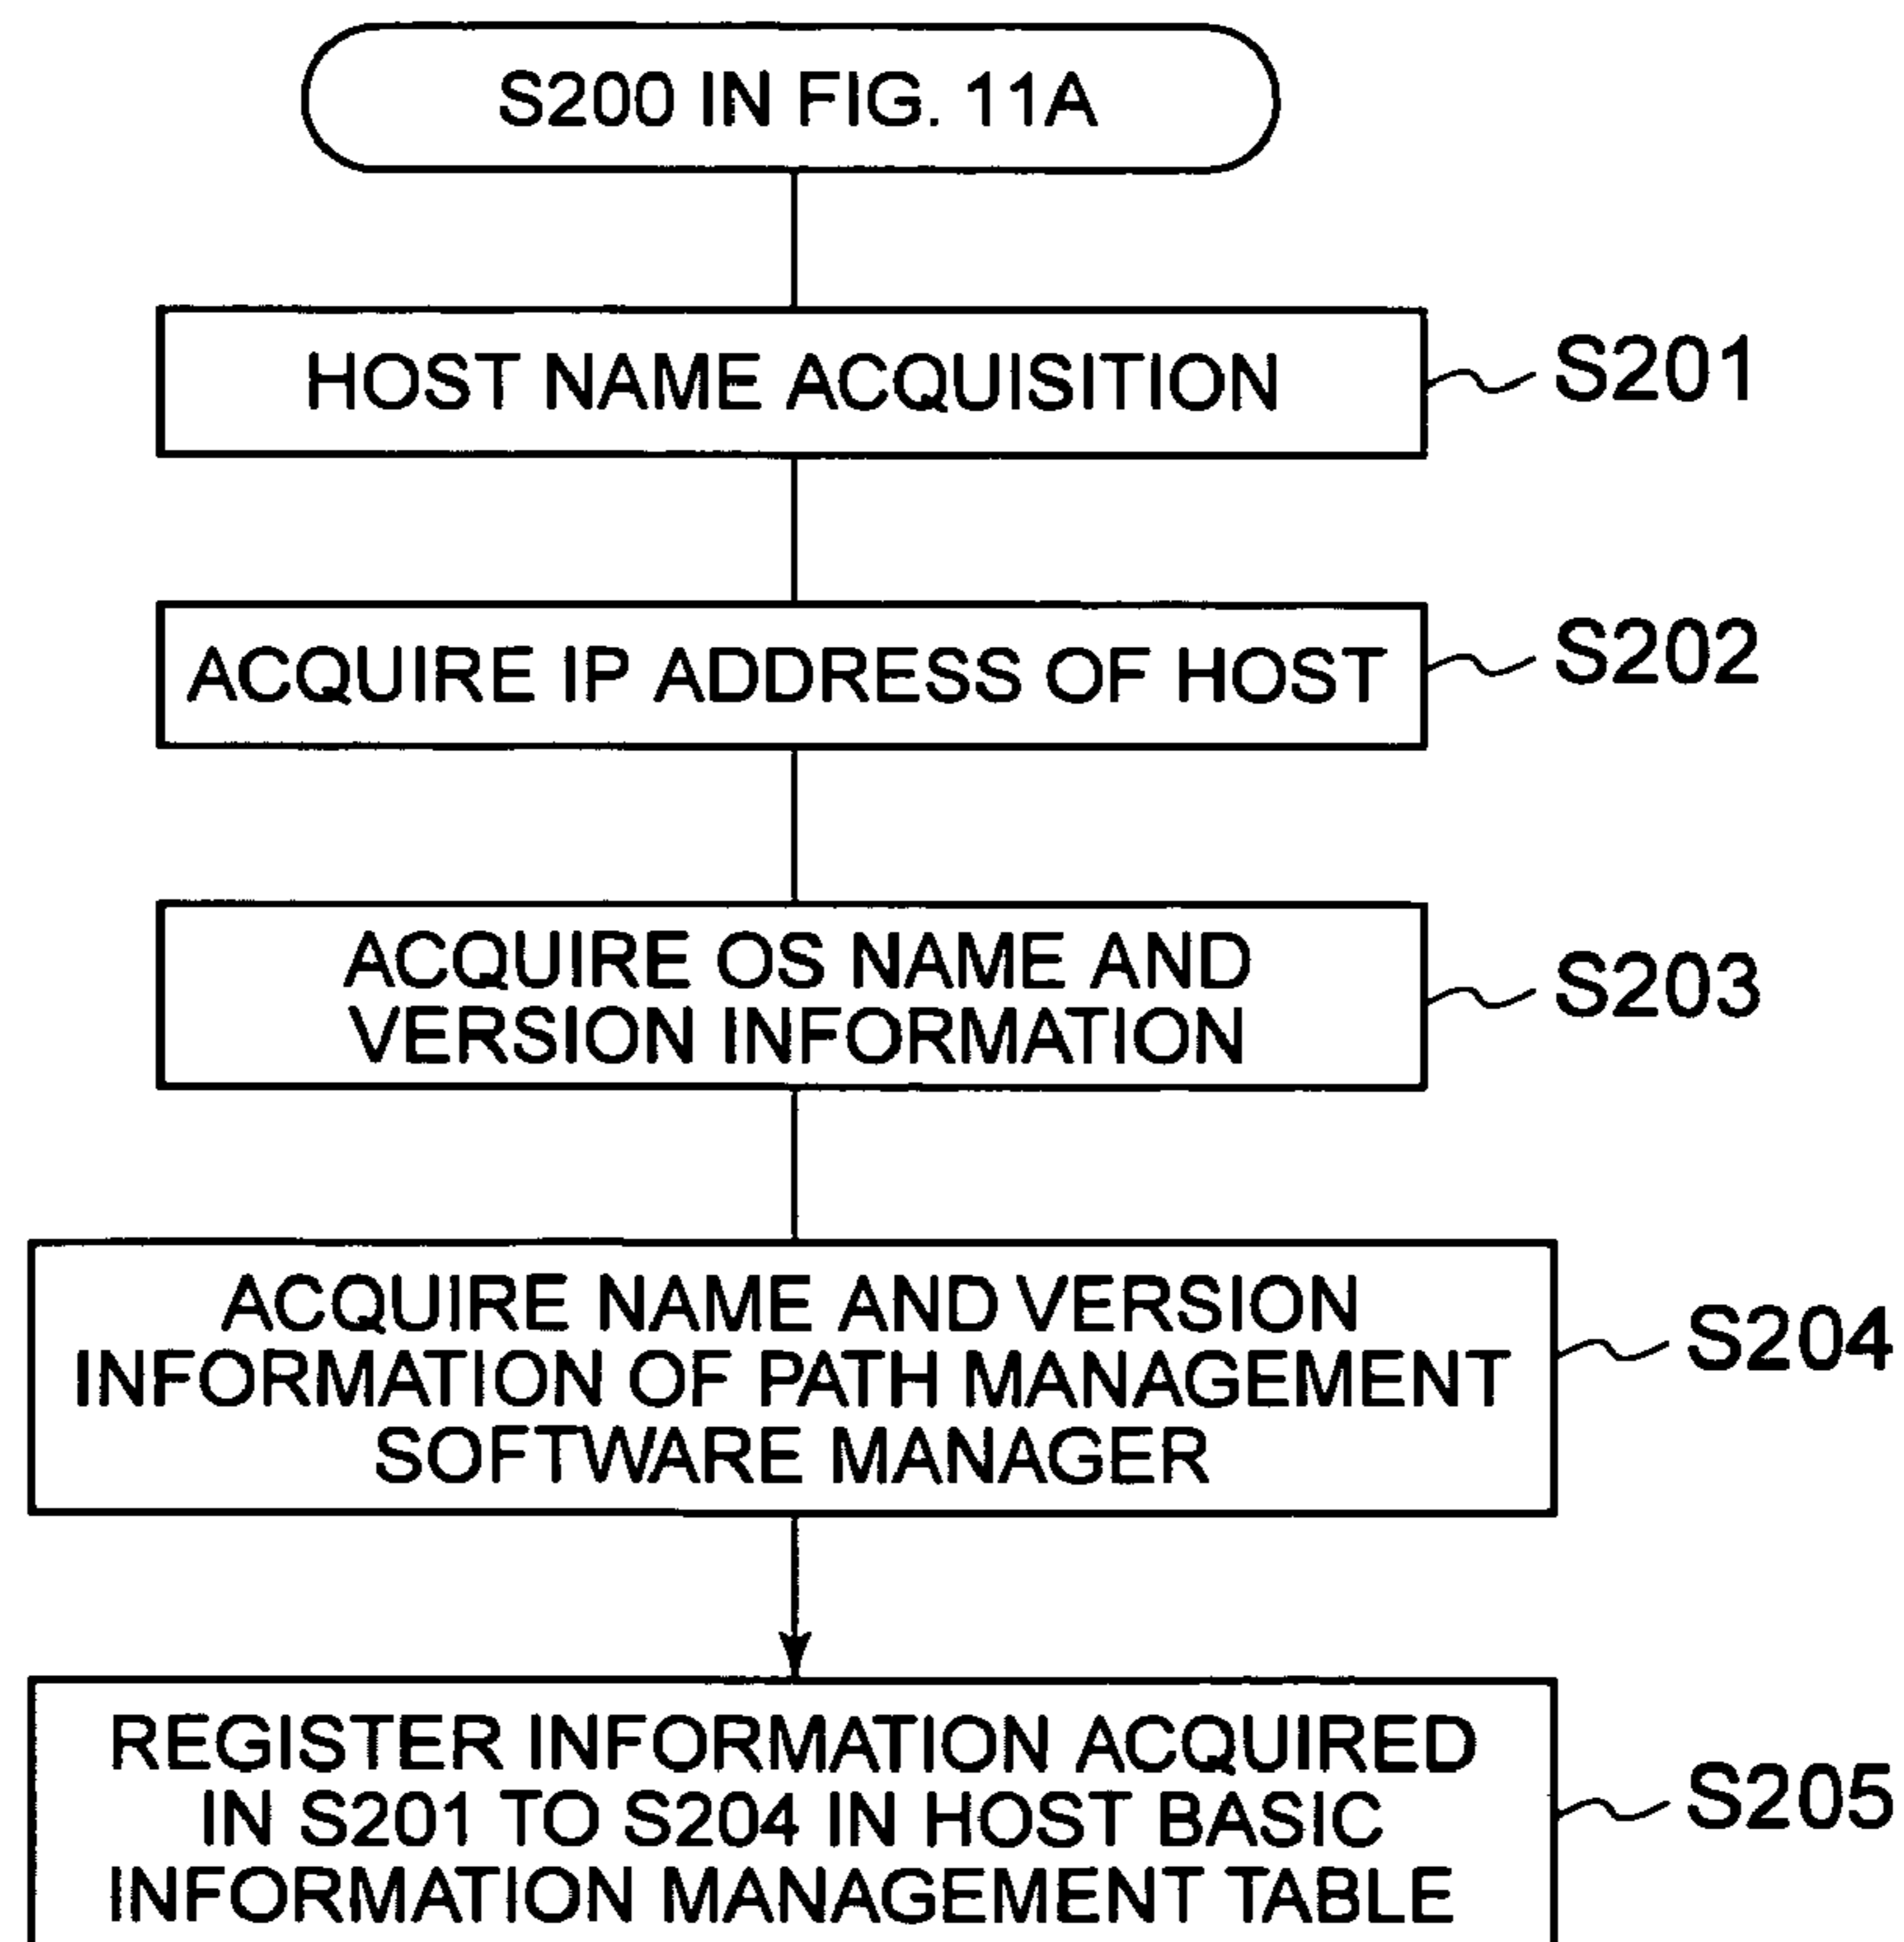 S200 IN FIG. 11A
HOST NAME ACQUISITION
S201
ACQUIRE IP ADDRESS OF HOST
S202
ACQUIRE OS NAME AND
VERSION INFORMATION
S203
ACQUIRE NAME AND VERSION
INFORMATION OF PATH MANAGEMENT
SOFTWARE MANAGER
S204
REGISTER INFORMATION ACQUIRED
IN S201 TO S204 IN HOST BASIC
INFORMATION MANAGEMENT TABLE
S205